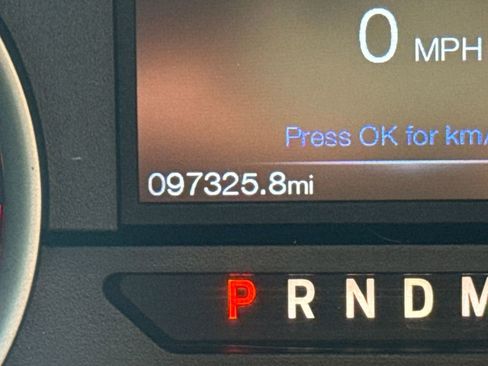 0 MPH
Press OK for km/
097325.8mi
P R N D M